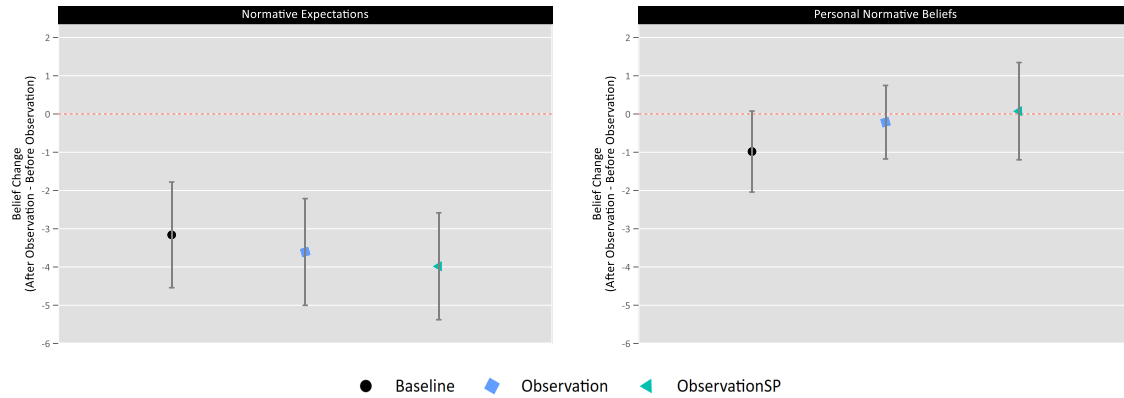 Normative Expectations
Belief Change
(After Observation - Before Observation)
2
1
0
-1
-2
-3
-4
-5
-6
Personal Normative Beliefs
Belief Change
(After Observation - Before Observation)
2
1
0
-1
-2
-3
-4
-5
-6
Baseline Observation ObservationSP